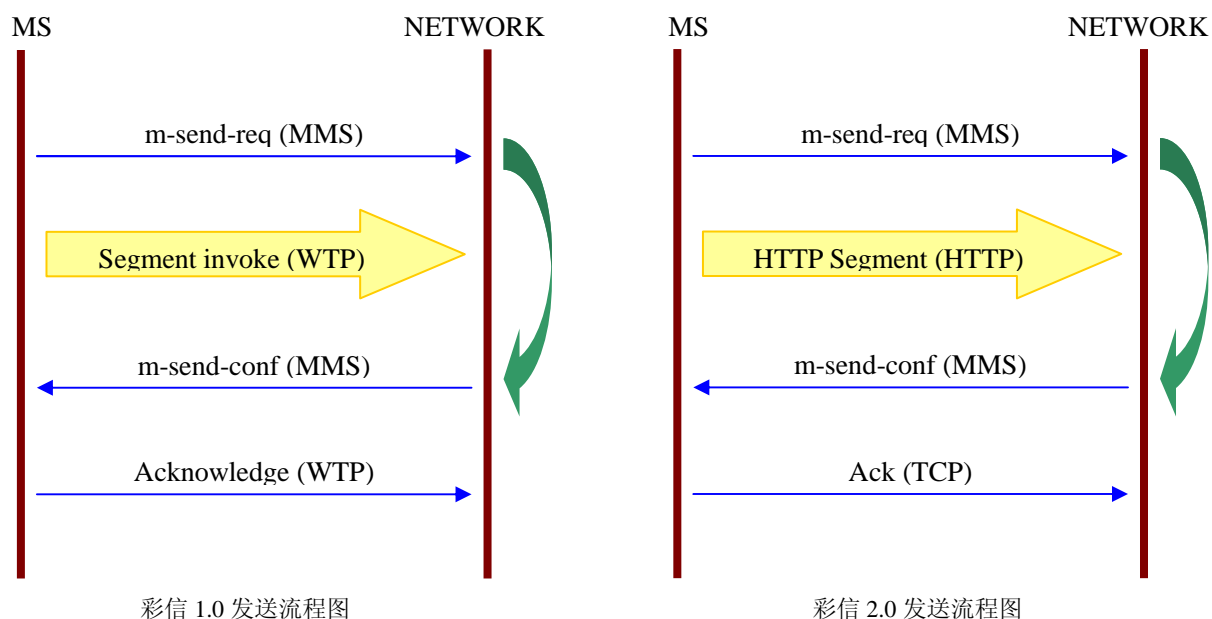 MS
NETWORK
m-send-req (MMS)
Segment invoke (WTP)
m-send-conf (MMS)
Acknowledge (WTP)
彩信 1.0 发送流程图
MS
NETWORK
m-send-req (MMS)
HTTP Segment (HTTP)
m-send-conf (MMS)
Ack (TCP)
彩信 2.0 发送流程图